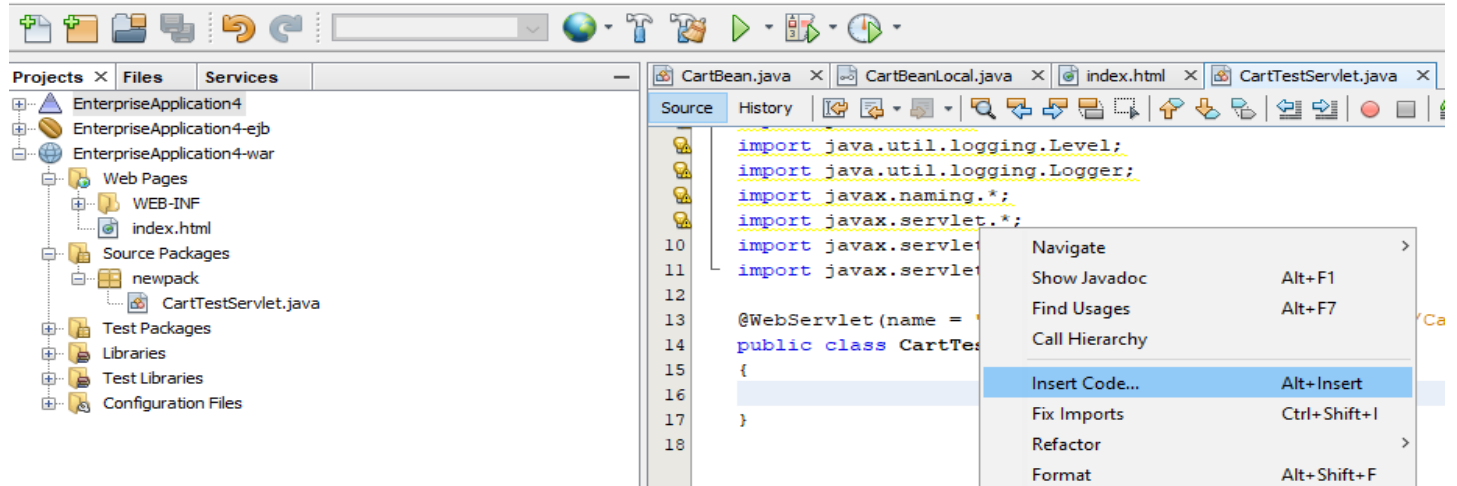 Projects × Files Services
EnterpriseApplication4
EnterpriseApplication4-ejb
EnterpriseApplication4-war
Web Pages
WEB-INF
index.html
Source Packages
newpack
CartTestServlet.java
Test Packages
Libraries
Test Libraries
Configuration Files
CartBean.java × CartBeanLocal.java × index.html × CartTestServlet.java ×
Source History
import java.util.logging.Level;
import java.util.logging.Logger;
import javax.naming.*;
import javax.servlet.*;
10 import javax.servlet
11 import javax.servlet
12
13 @WebServlet(name = "
14 public class CartTes
15 {
16
17 }
18
/Ca
Navigate >
Show Javadoc Alt+F1
Find Usages Alt+F7
Call Hierarchy
Insert Code... Alt+Insert
Fix Imports Ctrl+Shift+I
Refactor >
Format Alt+Shift+F